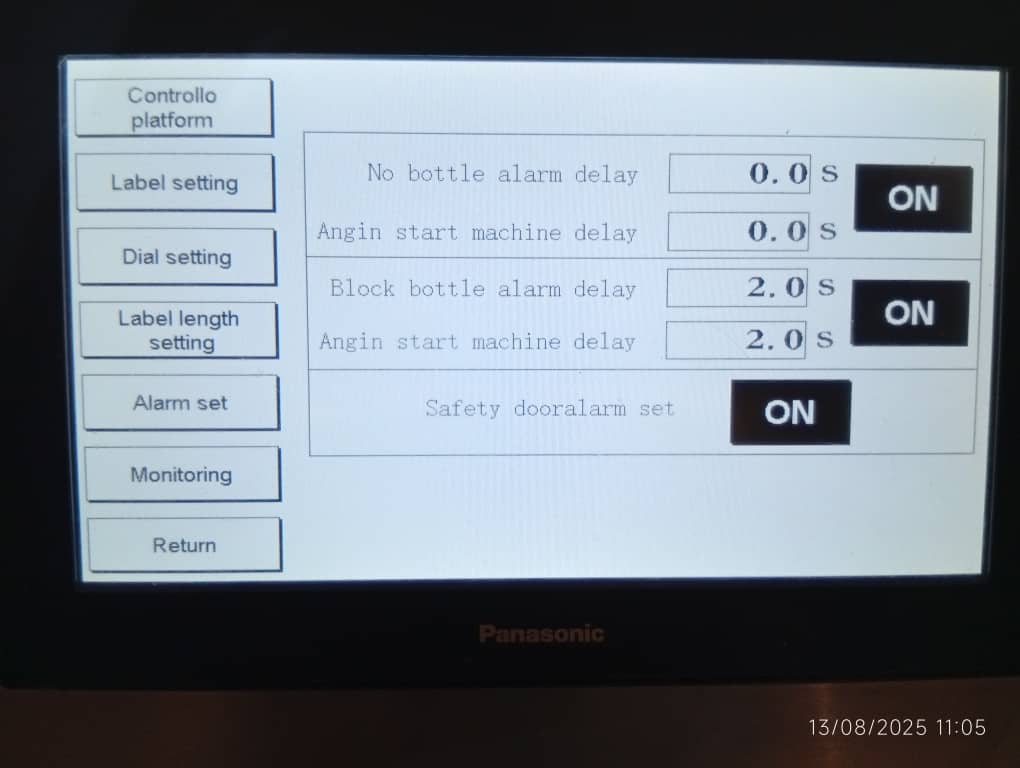 Controllo
platform
Label setting
Dial setting
Label length
setting
Alarm set
Monitoring
Return
No bottle alarm delay 0.0 S
Angin start machine delay 0.0 S
ON
Block bottle alarm delay 2.0 S
Angin start machine delay 2.0 S
ON
Safety dooralarm set ON
Panasonic
13/08/2025 11:05